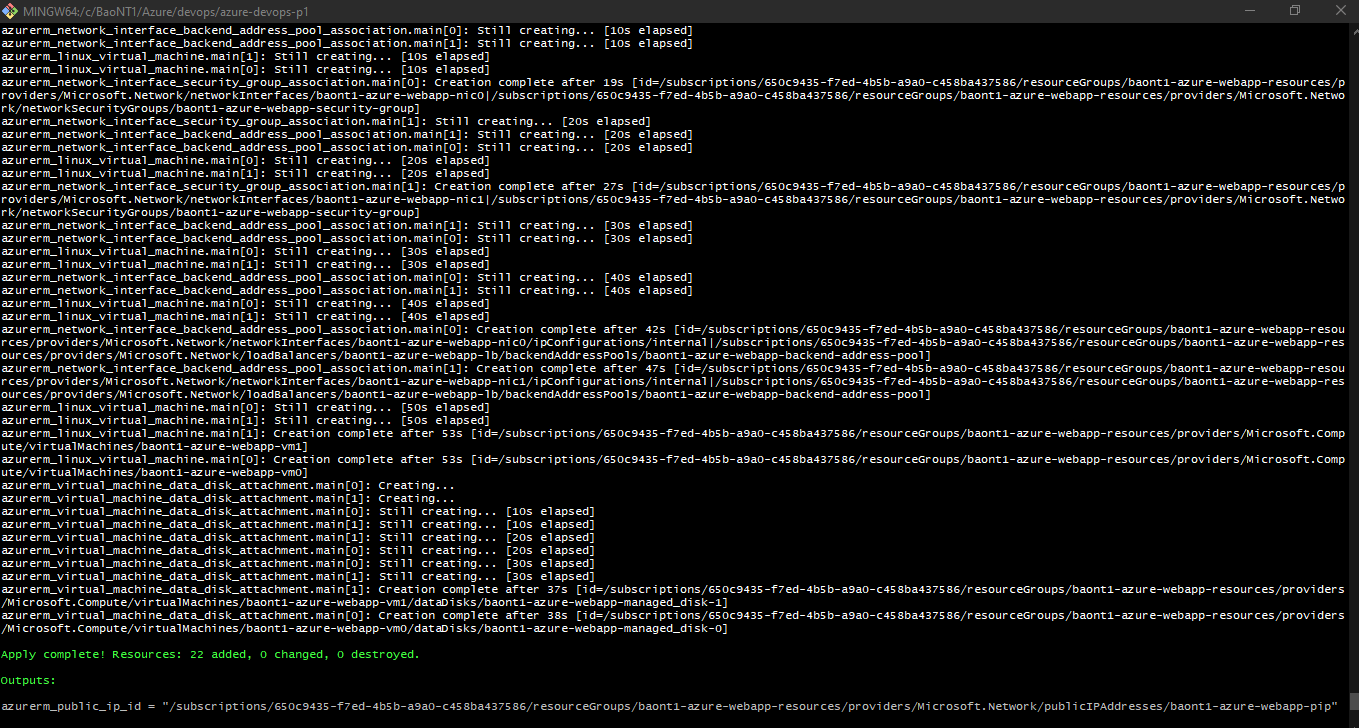 MINGW64:/c/BaoNT1/Azure/devops/azure-devops-p1
azurerm_network_interface_backend_address_pool_association.main[0]: Still creating... [10s elapsed]
azurerm_network_interface_backend_address_pool_association.main[1]: Still creating... [10s elapsed]
azurerm_linux_virtual_machine.main[1]: Still creating... [10s elapsed]
azurerm_linux_virtual_machine.main[0]: Still creating... [10s elapsed]
azurerm_network_interface_security_group_association.main[0]: Creation complete after 19s [id=/subscriptions/650c9435-f7ed-4b5b-a9a0-c458ba437586/resourceGroups/baont1-azure-webapp-resources/p
roviders/Microsoft.Network/networkInterfaces/baont1-azure-webapp-nic0|/subscriptions/650c9435-f7ed-4b5b-a9a0-c458ba437586/resourceGroups/baont1-azure-webapp-resources/providers/Microsoft.Netwo
rk/networkSecurityGroups/baont1-azure-webapp-security-group]
azurerm_network_interface_security_group_association.main[1]: Still creating... [20s elapsed]
azurerm_network_interface_backend_address_pool_association.main[1]: Still creating... [20s elapsed]
azurerm_network_interface_backend_address_pool_association.main[0]: Still creating... [20s elapsed]
azurerm_linux_virtual_machine.main[0]: Still creating... [20s elapsed]
azurerm_linux_virtual_machine.main[1]: Still creating... [20s elapsed]
azurerm_network_interface_security_group_association.main[1]: Creation complete after 27s [id=/subscriptions/650c9435-f7ed-4b5b-a9a0-c458ba437586/resourceGroups/baont1-azure-webapp-resources/p
roviders/Microsoft.Network/networkInterfaces/baont1-azure-webapp-nic1|/subscriptions/650c9435-f7ed-4b5b-a9a0-c458ba437586/resourceGroups/baont1-azure-webapp-resources/providers/Microsoft.Netwo
rk/networkSecurityGroups/baont1-azure-webapp-security-group]
azurerm_network_interface_backend_address_pool_association.main[1]: Still creating... [30s elapsed]
azurerm_network_interface_backend_address_pool_association.main[0]: Still creating... [30s elapsed]
azurerm_linux_virtual_machine.main[0]: Still creating... [30s elapsed]
azurerm_linux_virtual_machine.main[1]: Still creating... [30s elapsed]
azurerm_network_interface_backend_address_pool_association.main[0]: Still creating... [40s elapsed]
azurerm_network_interface_backend_address_pool_association.main[1]: Still creating... [40s elapsed]
azurerm_linux_virtual_machine.main[0]: Still creating... [40s elapsed]
azurerm_linux_virtual_machine.main[1]: Still creating... [40s elapsed]
azurerm_network_interface_backend_address_pool_association.main[0]: Creation complete after 42s [id=/subscriptions/650c9435-f7ed-4b5b-a9a0-c458ba437586/resourceGroups/baont1-azure-webapp-resou
rces/providers/Microsoft.Network/networkInterfaces/baont1-azure-webapp-nic0/ipConfigurations/internal|/subscriptions/650c9435-f7ed-4b5b-a9a0-c458ba437586/resourceGroups/baont1-azure-webapp-res
ources/providers/Microsoft.Network/loadBalancers/baont1-azure-webapp-lb/backendAddressPools/baont1-azure-webapp-backend-address-pool]
azurerm_network_interface_backend_address_pool_association.main[1]: Creation complete after 47s [id=/subscriptions/650c9435-f7ed-4b5b-a9a0-c458ba437586/resourceGroups/baont1-azure-webapp-resou
rces/providers/Microsoft.Network/networkInterfaces/baont1-azure-webapp-nic1/ipConfigurations/internal|/subscriptions/650c9435-f7ed-4b5b-a9a0-c458ba437586/resourceGroups/baont1-azure-webapp-res
ources/providers/Microsoft.Network/loadBalancers/baont1-azure-webapp-lb/backendAddressPools/baont1-azure-webapp-backend-address-pool]
azurerm_linux_virtual_machine.main[0]: Still creating... [50s elapsed]
azurerm_linux_virtual_machine.main[1]: Still creating... [50s elapsed]
azurerm_linux_virtual_machine.main[1]: Creation complete after 53s [id=/subscriptions/650c9435-f7ed-4b5b-a9a0-c458ba437586/resourceGroups/baont1-azure-webapp-resources/providers/Microsoft.Comp
ute/virtualMachines/baont1-azure-webapp-vm1]
azurerm_linux_virtual_machine.main[0]: Creation complete after 53s [id=/subscriptions/650c9435-f7ed-4b5b-a9a0-c458ba437586/resourceGroups/baont1-azure-webapp-resources/providers/Microsoft.Comp
ute/virtualMachines/baont1-azure-webapp-vm0]
azurerm_virtual_machine_data_disk_attachment.main[0]: Creating...
azurerm_virtual_machine_data_disk_attachment.main[1]: Creating...
azurerm_virtual_machine_data_disk_attachment.main[0]: Still creating... [10s elapsed]
azurerm_virtual_machine_data_disk_attachment.main[1]: Still creating... [10s elapsed]
azurerm_virtual_machine_data_disk_attachment.main[1]: Still creating... [20s elapsed]
azurerm_virtual_machine_data_disk_attachment.main[0]: Still creating... [20s elapsed]
azurerm_virtual_machine_data_disk_attachment.main[0]: Still creating... [30s elapsed]
azurerm_virtual_machine_data_disk_attachment.main[1]: Still creating... [30s elapsed]
azurerm_virtual_machine_data_disk_attachment.main[1]: Creation complete after 37s [id=/subscriptions/650c9435-f7ed-4b5b-a9a0-c458ba437586/resourceGroups/baont1-azure-webapp-resources/providers
/Microsoft.Compute/virtualMachines/baont1-azure-webapp-vm1/dataDisks/baont1-azure-webapp-managed_disk-1]
azurerm_virtual_machine_data_disk_attachment.main[0]: Creation complete after 38s [id=/subscriptions/650c9435-f7ed-4b5b-a9a0-c458ba437586/resourceGroups/baont1-azure-webapp-resources/providers
/Microsoft.Compute/virtualMachines/baont1-azure-webapp-vm0/dataDisks/baont1-azure-webapp-managed_disk-0]
Apply complete! Resources: 22 added, 0 changed, 0 destroyed.
Outputs:
azurerm_public_ip_id = "/subscriptions/650c9435-f7ed-4b5b-a9a0-c458ba437586/resourceGroups/baont1-azure-webapp-resources/providers/Microsoft.Network/publicIPAddresses/baont1-azure-webapp-pip"